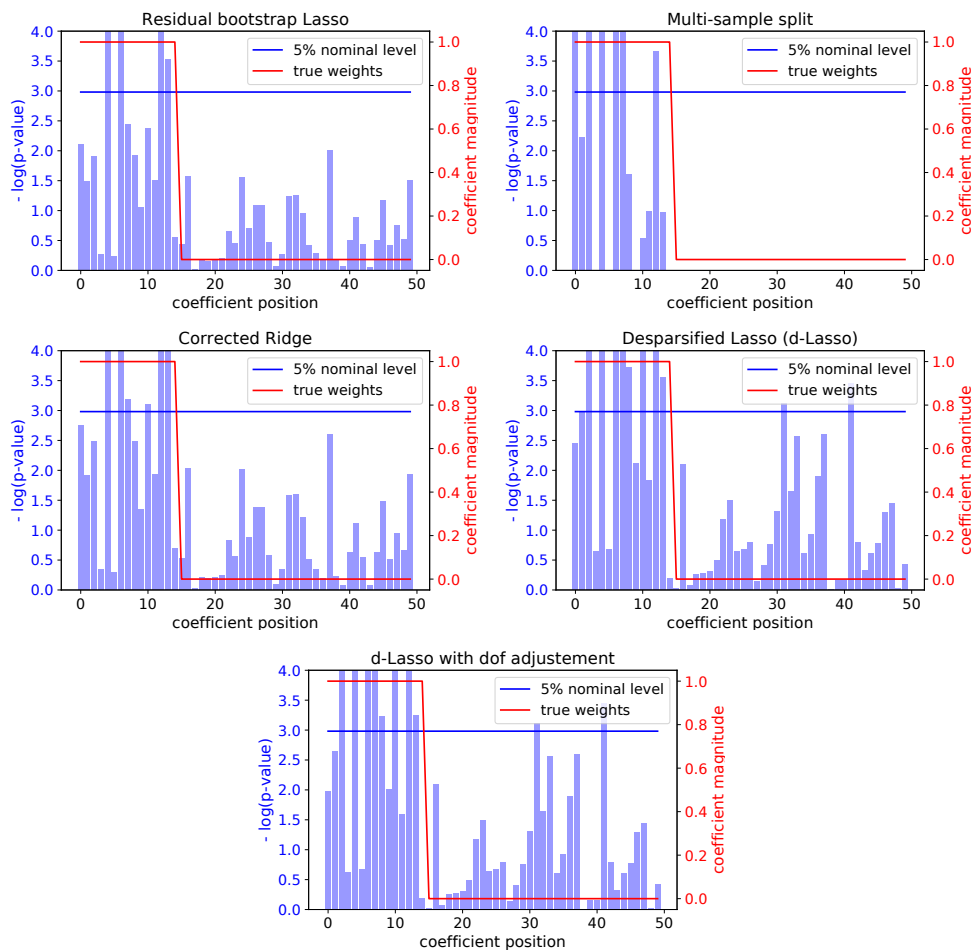 Residual bootstrap Lasso
4.0
3.5
3.0
2.5
2.0
1.5
1.0
0.5
0.0
- log(p-value)
5% nominal level
true weights
1.0
0.8
0.6
0.4
0.2
0.0
coefficient magnitude
0 10 20 30 40 50
coefficient position
Multi-sample split
4.0
3.5
3.0
2.5
2.0
1.5
1.0
0.5
0.0
- log(p-value)
5% nominal level
true weights
1.0
0.8
0.6
0.4
0.2
0.0
coefficient magnitude
0 10 20 30 40 50
coefficient position
Corrected Ridge
4.0
3.5
3.0
2.5
2.0
1.5
1.0
0.5
0.0
- log(p-value)
5% nominal level
true weights
1.0
0.8
0.6
0.4
0.2
0.0
coefficient magnitude
0 10 20 30 40 50
coefficient position
Desparsified Lasso (d-Lasso)
4.0
3.5
3.0
2.5
2.0
1.5
1.0
0.5
0.0
- log(p-value)
5% nominal level
true weights
1.0
0.8
0.6
0.4
0.2
0.0
coefficient magnitude
0 10 20 30 40 50
coefficient position
d-Lasso with dof adjustement
4.0
3.5
3.0
2.5
2.0
1.5
1.0
0.5
0.0
- log(p-value)
5% nominal level
true weights
1.0
0.8
0.6
0.4
0.2
0.0
coefficient magnitude
0 10 20 30 40 50
coefficient position